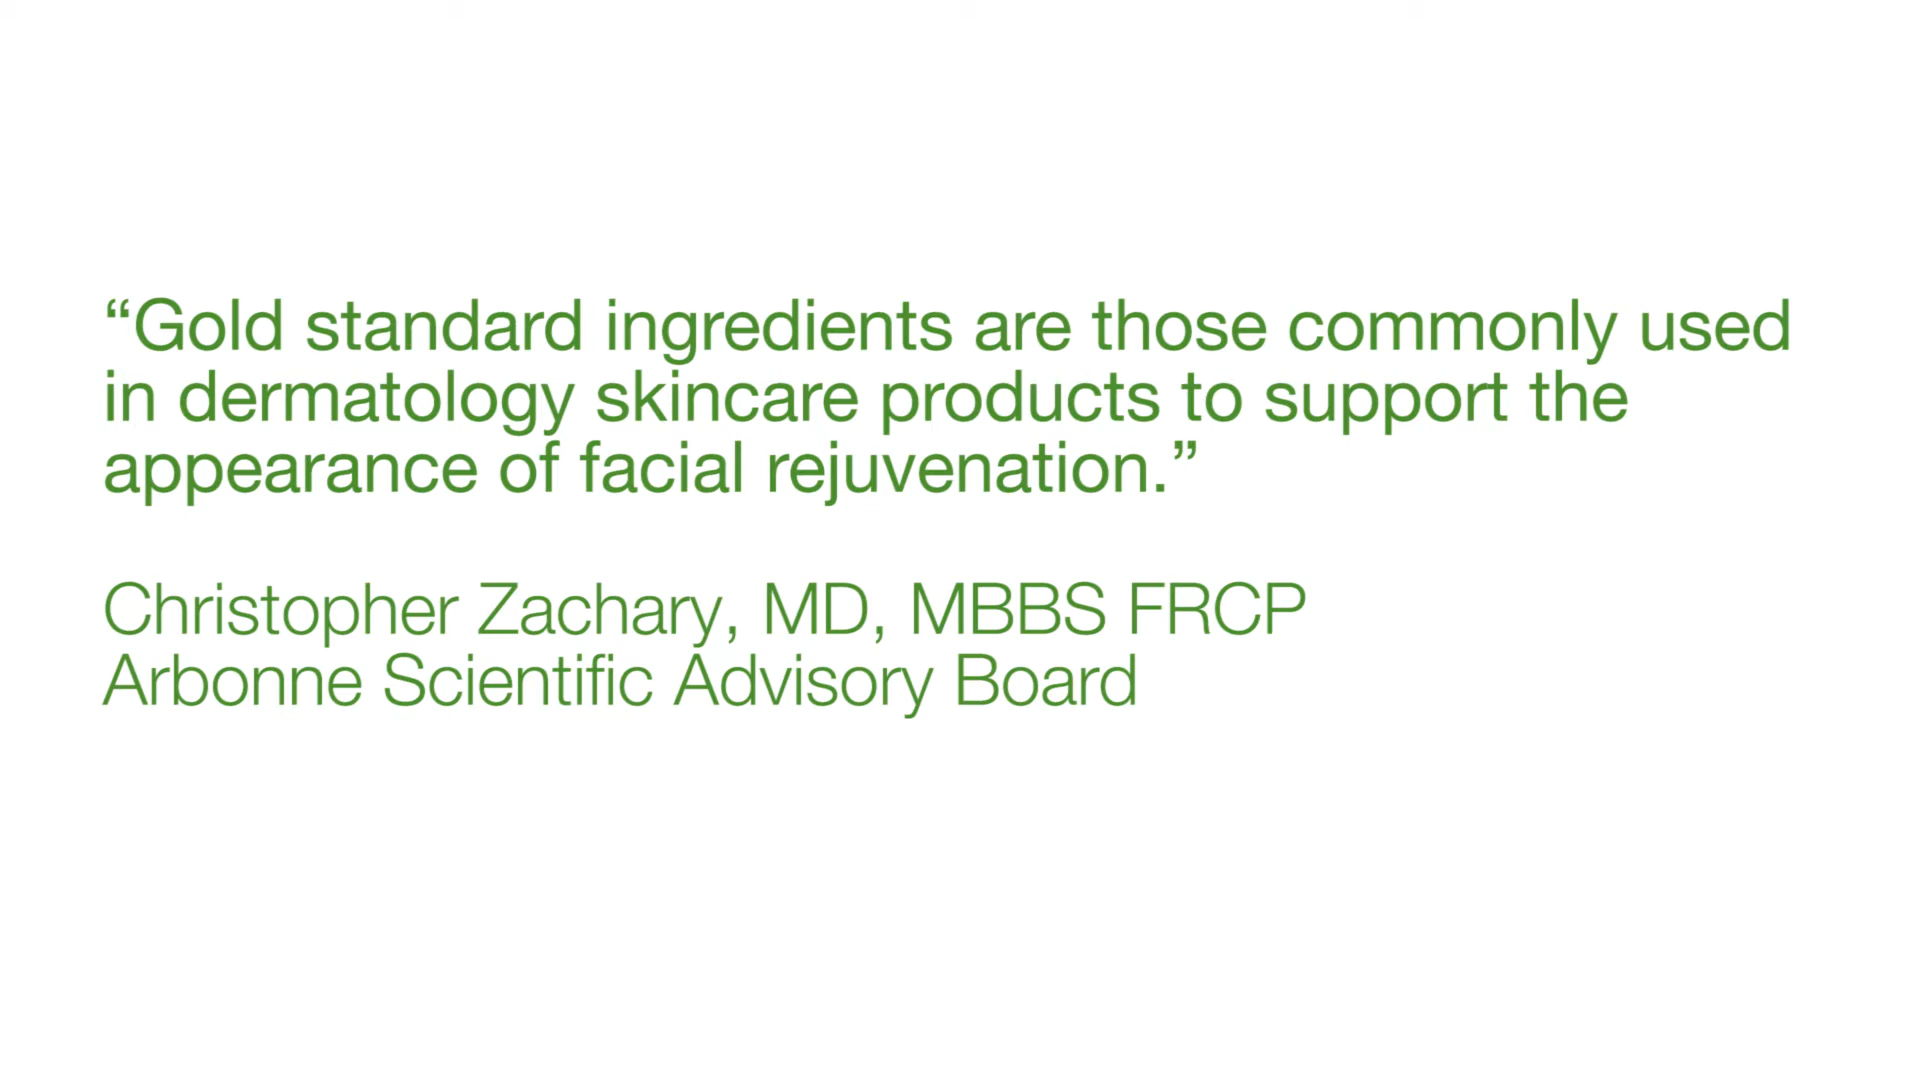 “Gold standard ingredients are those commonly used
in dermatology skincare products to support the
appearance of facial rejuvenation.”
Christopher Zachary, MD, MBBS FRCP
Arbonne Scientific Advisory Board